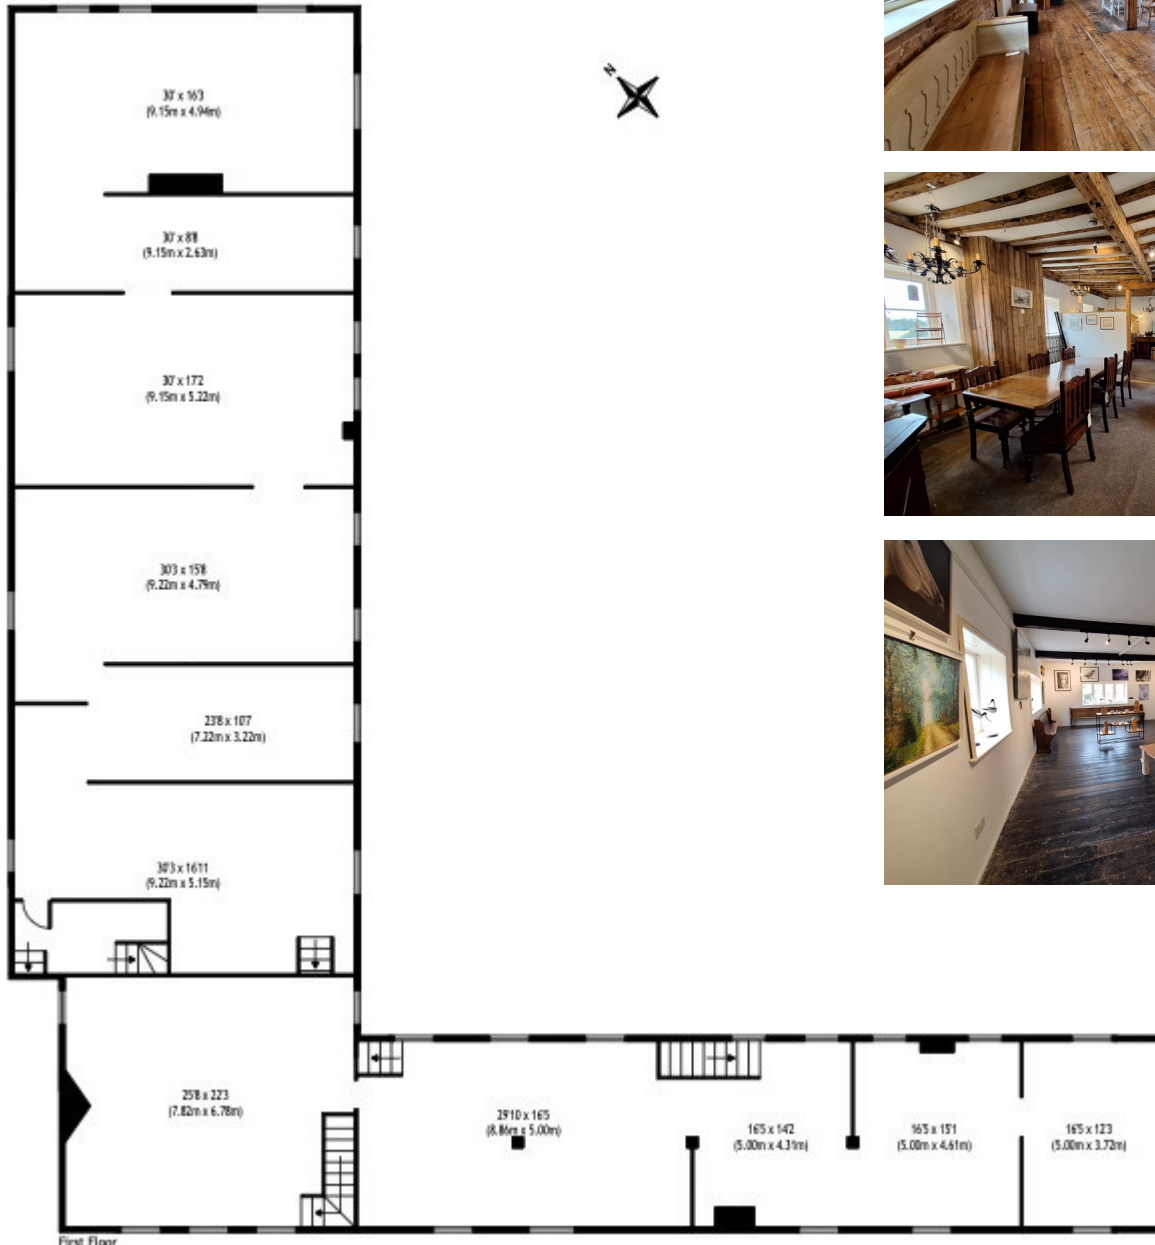 N
30' x 16'3
(9.15m x 4.94m)
30' x 8'8
(9.15m x 2.63m)
30' x 17'2
(9.15m x 5.22m)
30'3 x 15'8
(9.22m x 4.79m)
23'8 x 10'7
(7.22m x 3.22m)
30'3 x 16'11
(9.22m x 5.15m)
25'8 x 22'3
(7.82m x 6.78m)
29'10 x 16'5
(8.86m x 5.00m)
16'5 x 14'2
(5.00m x 4.31m)
16'5 x 15'1
(5.00m x 4.61m)
16'5 x 12'3
(5.00m x 3.72m)
First Floor